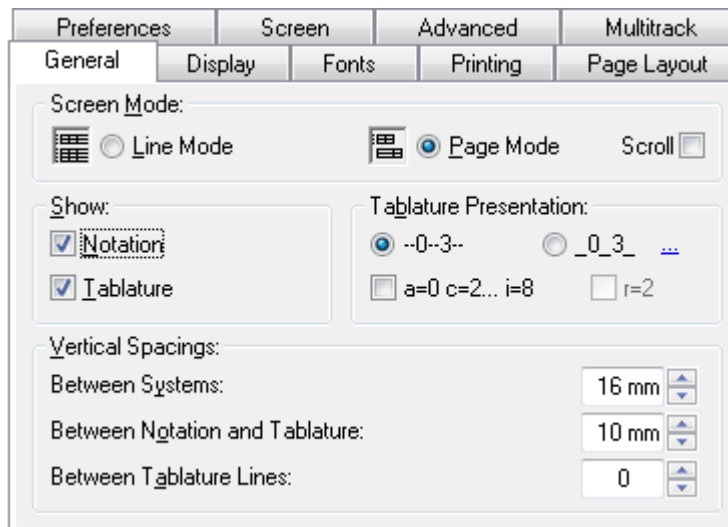 Preferences Screen Advanced Multitrack
General Display Fonts Printing Page Layout
Screen Mode:
Line Mode Page Mode Scroll
Show: Tablature Presentation:
Notation --0--3-- _0_3_ ...
Tablature a=0 c=2... i=8 r=2
Vertical Spacings:
Between Systems: 16 mm
Between Notation and Tablature: 10 mm
Between Tablature Lines: 0